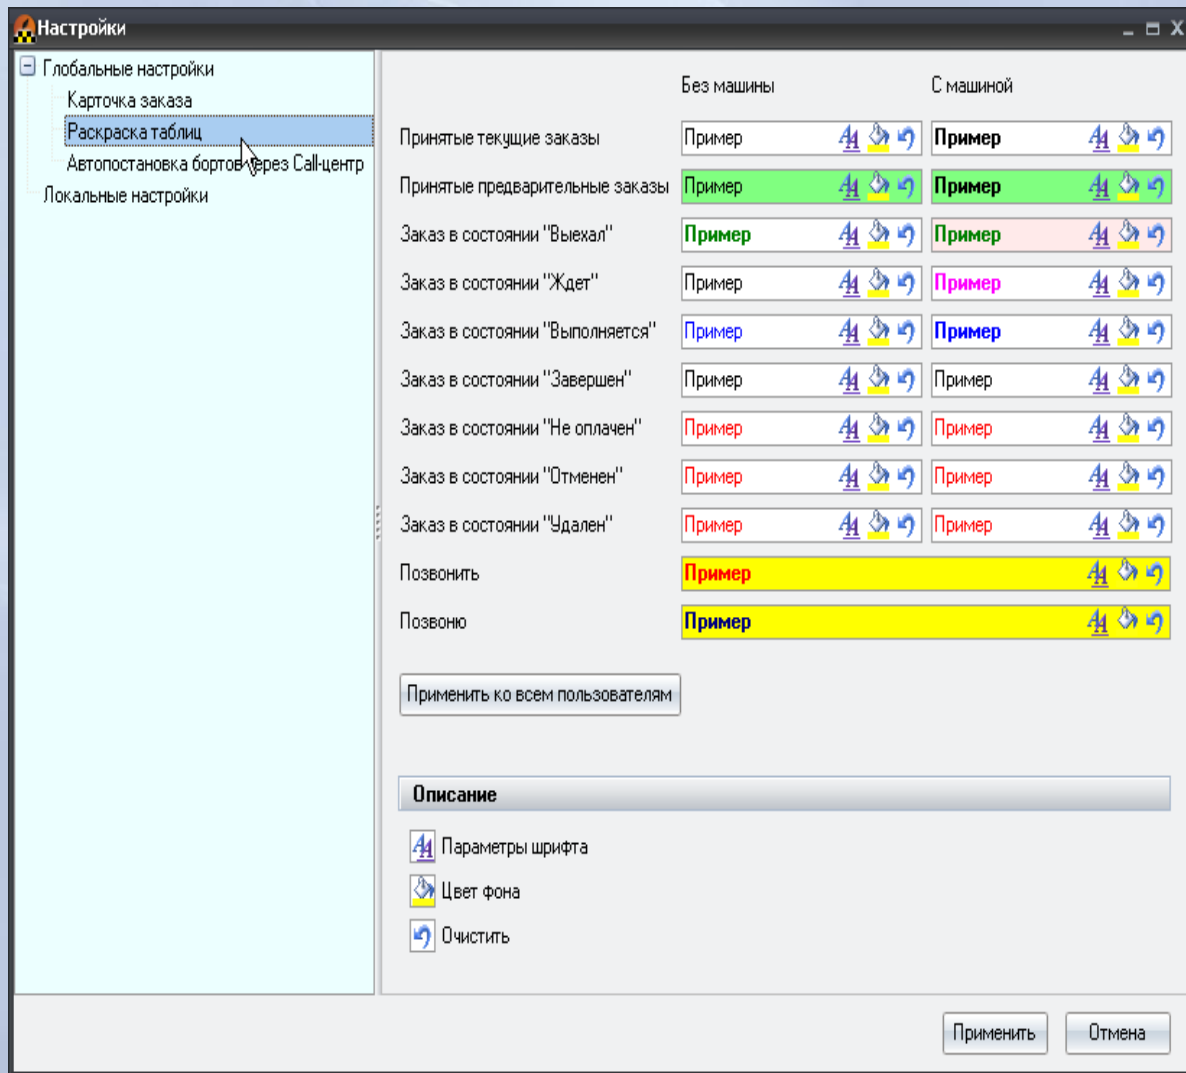 Настройки
Глобальные настройки
Карточка заказа
Раскраска таблиц
Автопостановка бортов через Call-центр
Локальные настройки
Без машины С машиной
Принятые текущие заказы Пример Пример
Принятые предварительные заказы Пример Пример
Заказ в состоянии "Выехал" Пример Пример
Заказ в состоянии "Ждет" Пример Пример
Заказ в состоянии "Выполняется" Пример Пример
Заказ в состоянии "Завершен" Пример Пример
Заказ в состоянии "Не оплачен" Пример Пример
Заказ в состоянии "Отменен" Пример Пример
Заказ в состоянии "Удален" Пример Пример
Позвонить Пример
Позвоню Пример
Применить ко всем пользователям
Описание
Параметры шрифта
Цвет фона
Очистить
Применить Отмена